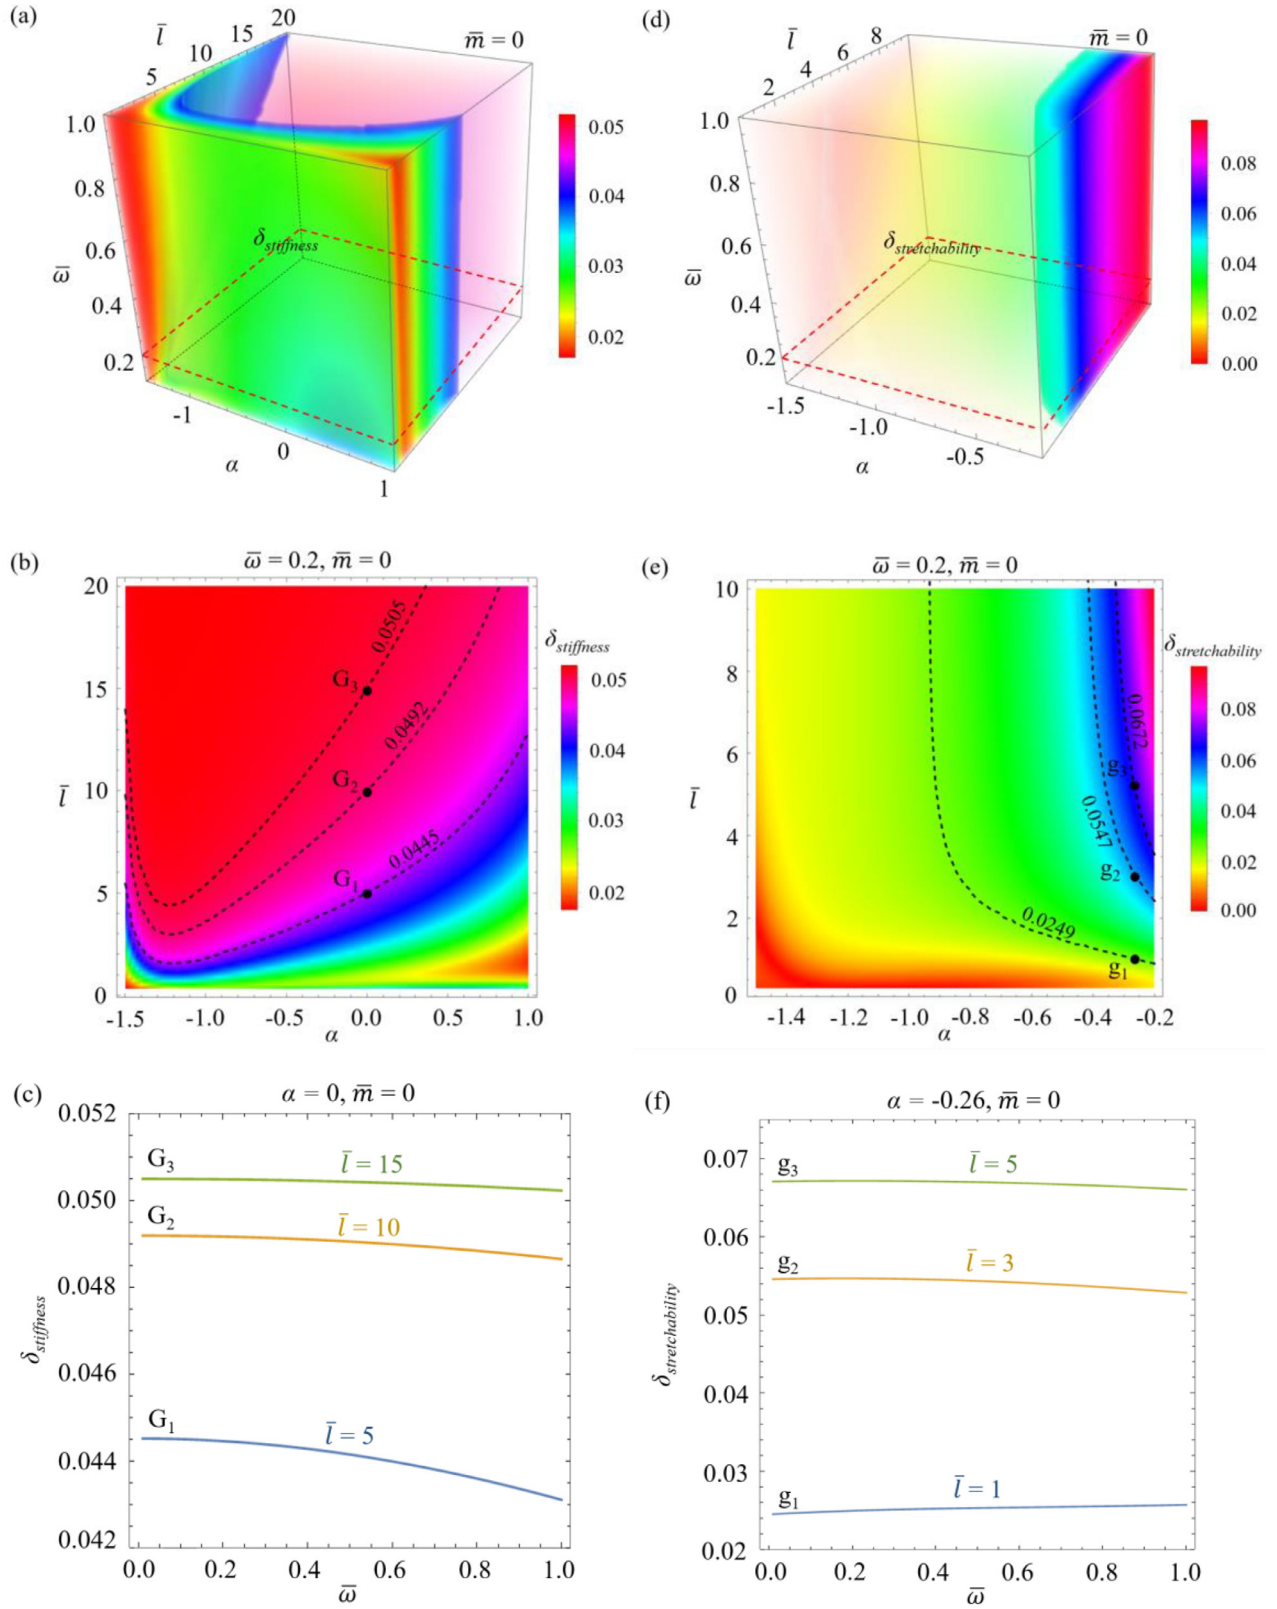 (a)
l̄
5
10
15
20
m̄ = 0
1.0
0.8
0.6
0.4
0.2
ω̄
δstiffness
-1
0
1
α
0.05
0.04
0.03
0.02
(d)
l̄
2
4
6
8
m̄ = 0
1.0
0.8
0.6
0.4
0.2
ω̄
δstretchability
-1.5
-1.0
-0.5
α
0.08
0.06
0.04
0.02
0.00
(b)
ω̄ = 0.2, m̄ = 0
20
15
10
5
0
l̄
0.0505
0.0492
0.0445
G3
G2
G1
-1.5
-1.0
-0.5
0.0
0.5
1.0
α
δstiffness
0.05
0.04
0.03
0.02
(e)
ω̄ = 0.2, m̄ = 0
10
8
6
4
2
0
l̄
0.0672
0.0547
0.0249
g3
g2
g1
-1.4
-1.2
-1.0
-0.8
-0.6
-0.4
-0.2
α
δstretchability
0.08
0.06
0.04
0.02
0.00
(c)
α = 0, m̄ = 0
0.052
0.050
0.048
0.046
0.044
0.042
δstiffness
G3
l̄ = 15
G2
l̄ = 10
G1
l̄ = 5
0.0
0.2
0.4
0.6
0.8
1.0
ω̄
(f)
α = -0.26, m̄ = 0
0.07
0.06
0.05
0.04
0.03
0.02
δstretchability
g3
l̄ = 5
g2
l̄ = 3
g1
l̄ = 1
0.0
0.2
0.4
0.6
0.8
1.0
ω̄